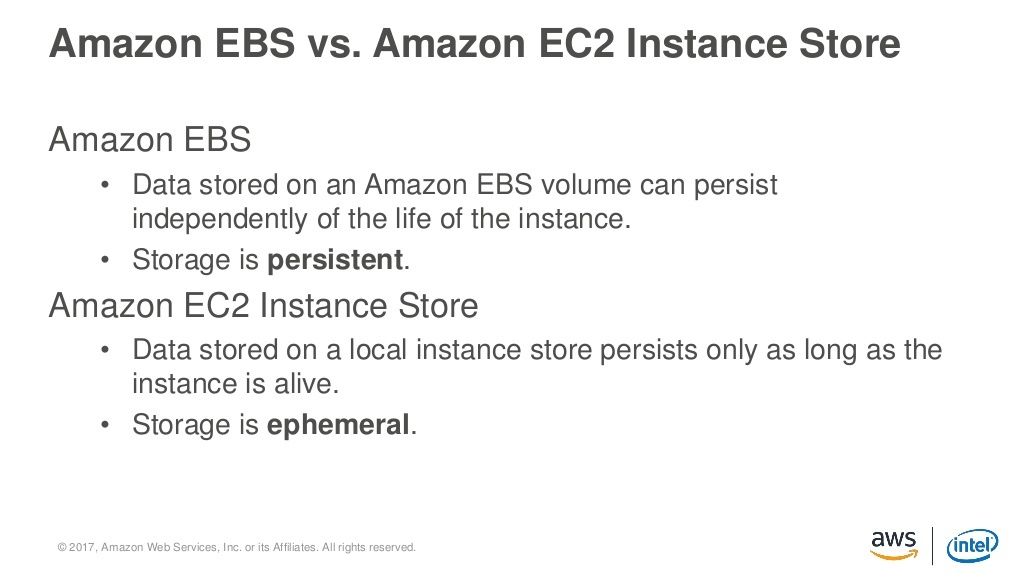 Amazon EBS vs. Amazon EC2 Instance Store
Amazon EBS
• Data stored on an Amazon EBS volume can persist
independently of the life of the instance.
• Storage is persistent.
Amazon EC2 Instance Store
• Data stored on a local instance store persists only as long as the
instance is alive.
• Storage is ephemeral.
© 2017, Amazon Web Services, Inc. or its Affiliates. All rights reserved.
aws
intel